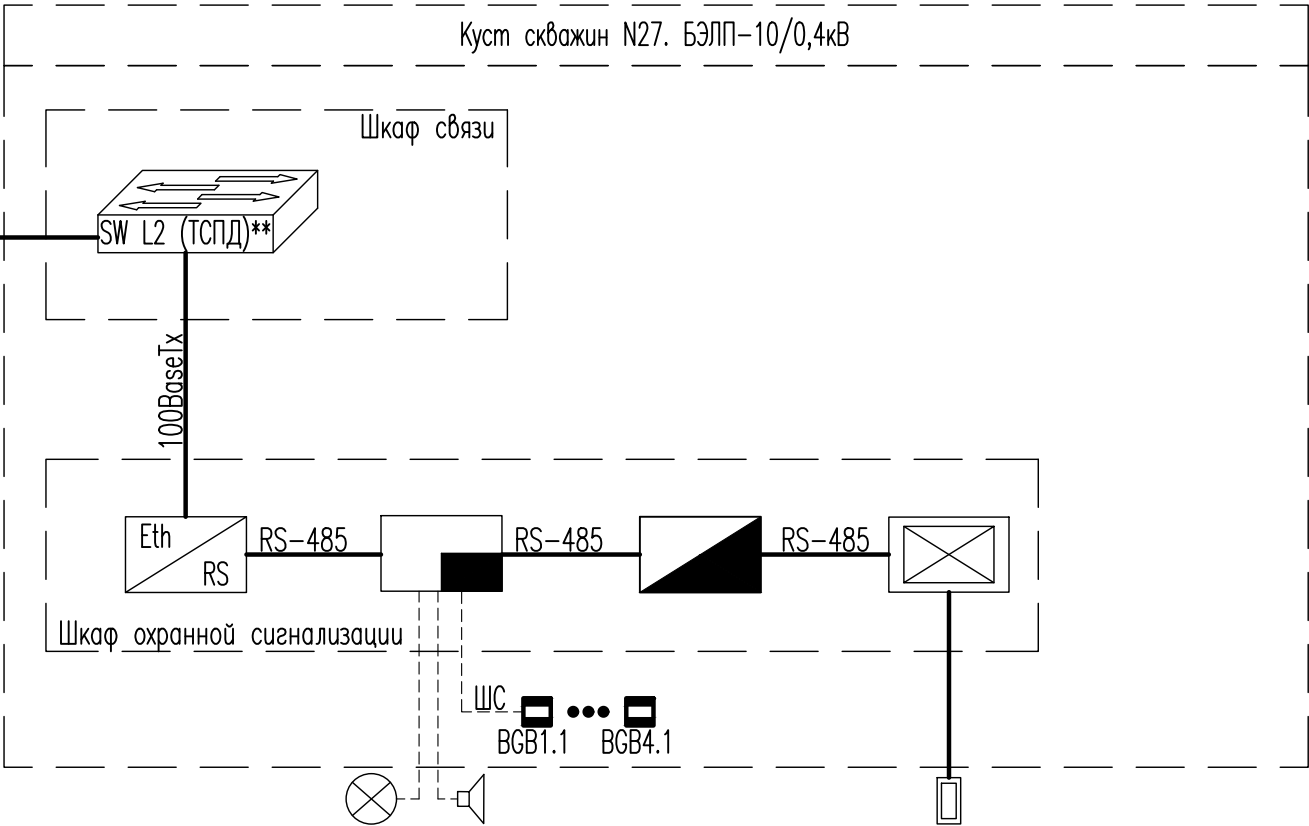 Куст скважин N27. БЭЛП-10/0,4кВ
Шкаф связи
SW L2 (ТСПД)**
100BaseTx
Eth
RS
RS-485
RS-485
RS-485
Шкаф охранной сигнализации
ШС
BGB1.1
BGB4.1